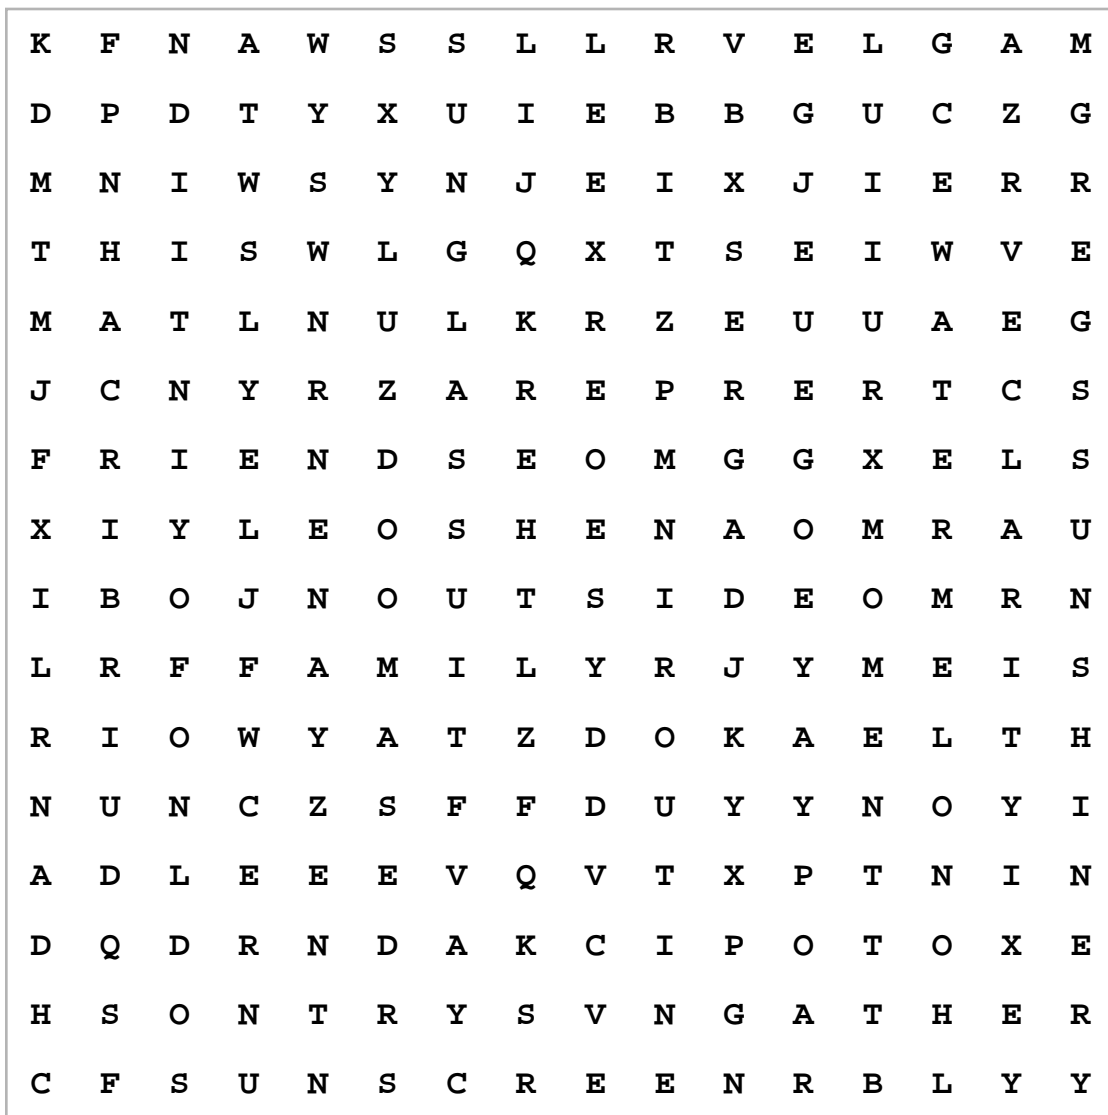 K F N A W S S L L R V E L G A M
D P D T Y X U I E B B G U C Z G
M N I W S Y N J E I X J I E R R
T H I S W L G Q X T S E I W V E
M A T L N U L K R Z E U U A E G
J C N Y R Z A R E P R E R T C S
F R I E N D S E O M G G X E L S
X I Y L E O S H E N A O M R A U
I B O J N O U T S I D E O M R N
L R F F A M I L Y R J Y M E I S
R I O W Y A T Z D O K A E L T H
N U N C Z S F F D U Y Y N O Y I
A D L E E E V Q V T X P T N I N
D Q D R N D A K C I P O T O X E
H S O N T R Y S V N G A T H E R
C F S U N S C R E E N R B L Y Y